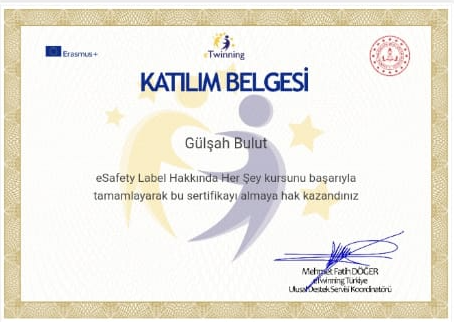 Erasmus+
eTwinning
KATILIM BELGESİ
Gülşah Bulut
eSafety Label Hakkında Her Şey kursunu başarıyla
tamamlayarak bu sertifikayı almaya hak kazandınız
Mehmet Fatih DÖĞER
eTwinning Türkiye
Ulusal Destek Servisi Koordinatörü